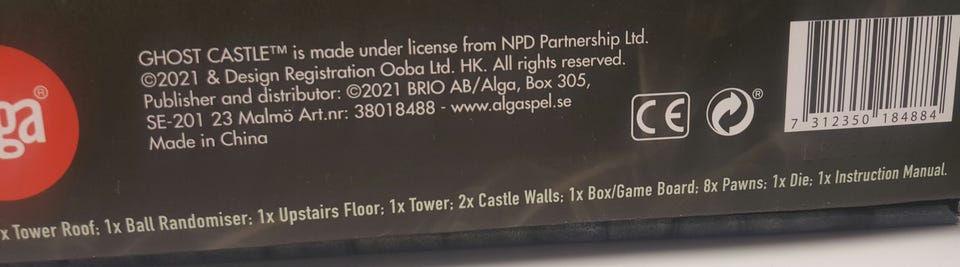 GHOST CASTLE™ is made under license from NPD Partnership Ltd.
©2021 & Design Registration Ooba Ltd. HK. All rights reserved.
Publisher and distributor: ©2021 BRIO AB/Alga, Box 305,
SE-201 23 Malmö Art.nr: 38018488 - www.algaspel.se
Made in China
ga®
CE
®
7 312350 184884
x Tower Roof; 1x Ball Randomiser; 1x Upstairs Floor; 1x Tower; 2x Castle Walls; 1x Box/Game Board; 8x Pawns; 1x Die; 1x Instruction Manual.